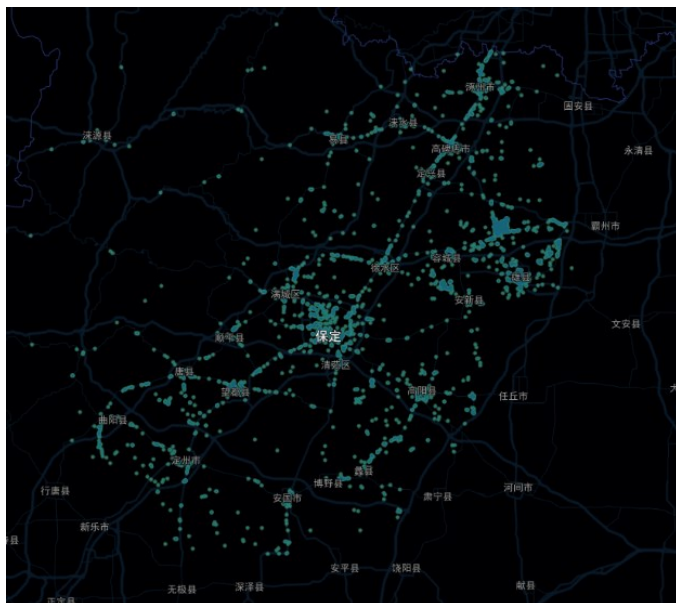 涿州市
固安县
涞源县
涞水县
易县
高碑店市
永清县
定兴县
霸州市
容城县
徐水区
雄县
满城区
安新县
文安县
保定
顺平县
清苑区
唐县
望都县
高阳县
任丘市
曲阳县
定州市
蠡县
博野县
行唐县
安国市
肃宁县
河间市
新乐市
安平县
饶阳县
无极县
深泽县
献县
正定县